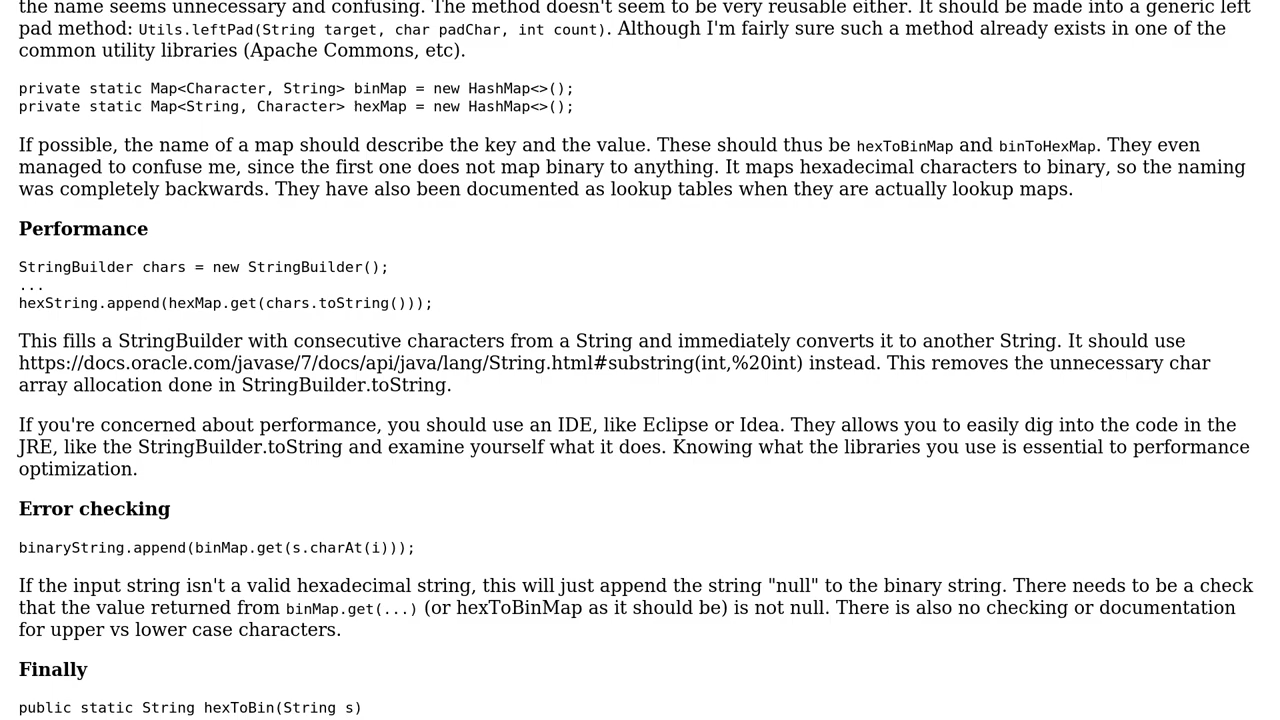 the name seems unnecessary and confusing. The method doesn't seem to be very reusable either. It should be made into a generic left
pad method: Utils.leftPad(String target, char padChar, int count). Although I'm fairly sure such a method already exists in one of the
common utility libraries (Apache Commons, etc).
private static Map<Character, String> binMap = new HashMap<>();
private static Map<String, Character> hexMap = new HashMap<>();
If possible, the name of a map should describe the key and the value. These should thus be hexToBinMap and binToHexMap. They even
managed to confuse me, since the first one does not map binary to anything. It maps hexadecimal characters to binary, so the naming
was completely backwards. They have also been documented as lookup tables when they are actually lookup maps.
Performance
StringBuilder chars = new StringBuilder();
...
hexString.append(hexMap.get(chars.toString()));
This fills a StringBuilder with consecutive characters from a String and immediately converts it to another String. It should use
https://docs.oracle.com/javase/7/docs/api/java/lang/String.html#substring(int,%20int) instead. This removes the unnecessary char
array allocation done in StringBuilder.toString.
If you're concerned about performance, you should use an IDE, like Eclipse or Idea. They allows you to easily dig into the code in the
JRE, like the StringBuilder.toString and examine yourself what it does. Knowing what the libraries you use is essential to performance
optimization.
Error checking
binaryString.append(binMap.get(s.charAt(i)));
If the input string isn't a valid hexadecimal string, this will just append the string "null" to the binary string. There needs to be a check
that the value returned from binMap.get(...) (or hexToBinMap as it should be) is not null. There is also no checking or documentation
for upper vs lower case characters.
Finally
public static String hexToBin(String s)